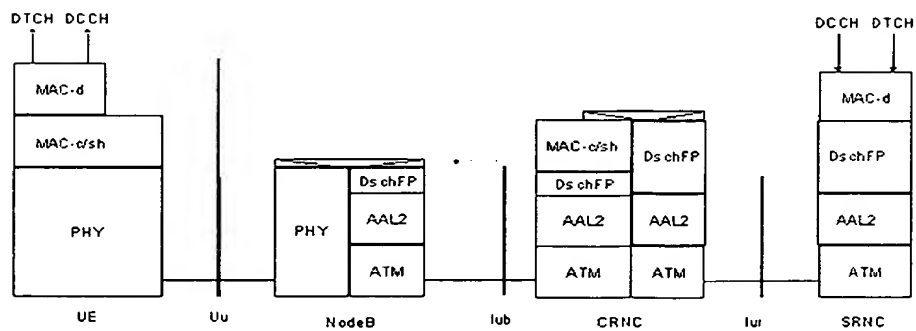 DTCH DCCH
DCCH DTCH
MAC-d
MAC-d
MAC-c/sh
MAC-c/sh
DschFP
DschFP
DschFP
DschFP
PHY
PHY
AAL2
AAL2
AAL2
AAL2
ATM
ATM
ATM
ATM
UE
Uu
NodeB
Iub
CRNC
Iur
SRNC